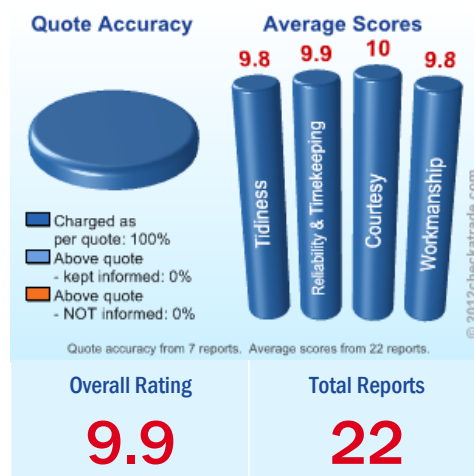 Quote Accuracy
Charged as
per quote: 100%
Above quote
- kept informed: 0%
Above quote
- NOT informed: 0%
Average Scores
9.8
9.9
10
9.8
Tidiness
Reliability & Timekeeping
Courtesy
Workmanship
© 2012checkatrade.com
Quote accuracy from 7 reports. Average scores from 22 reports.
Overall Rating
9.9
Total Reports
22